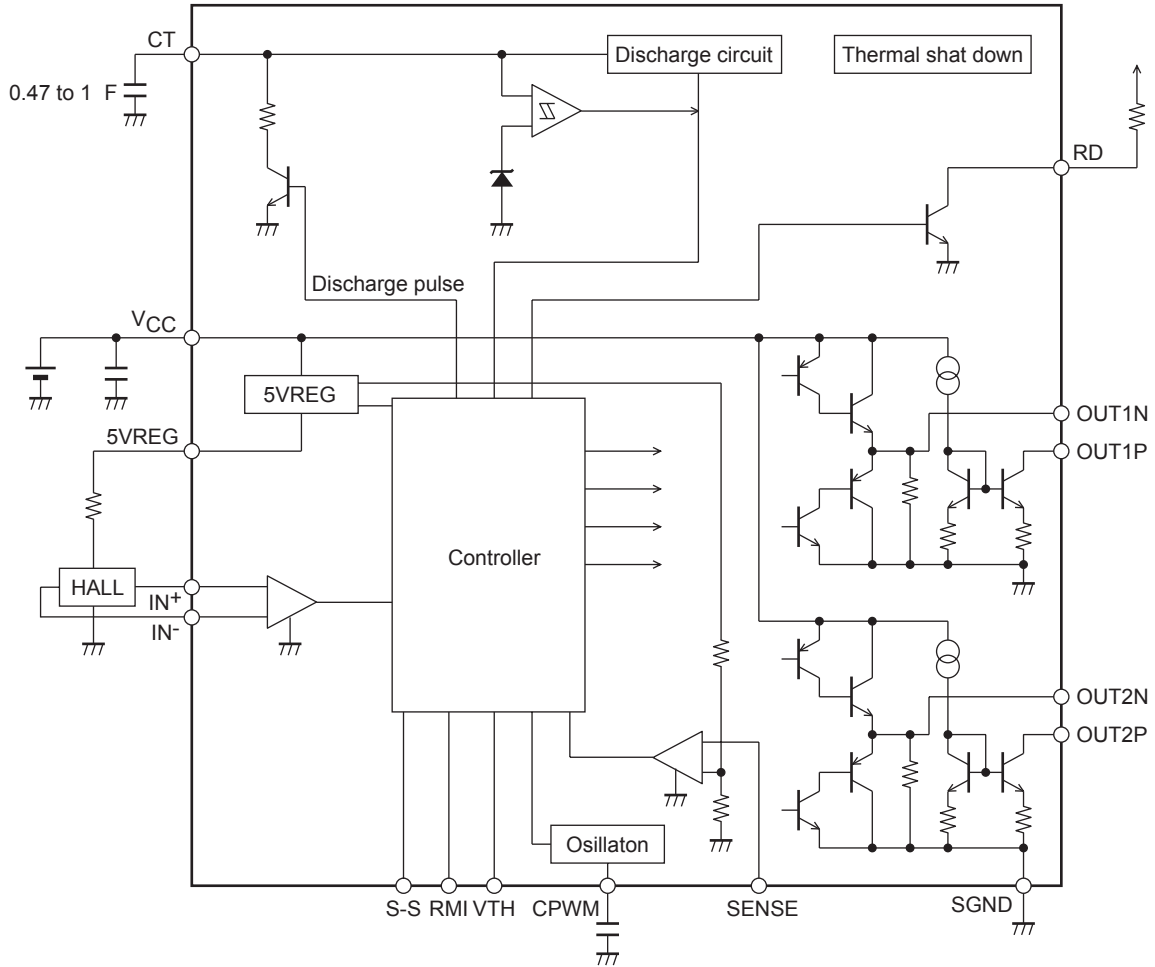 CT
Discharge circuit
Thermal shat down
0.47 to 1 F
RD
Discharge pulse
VCC
5VREG
5VREG
OUT1N
OUT1P
Controller
HALL
IN+
IN-
OUT2N
OUT2P
Osillaton
S-S RMI VTH CPWM SENSE SGND